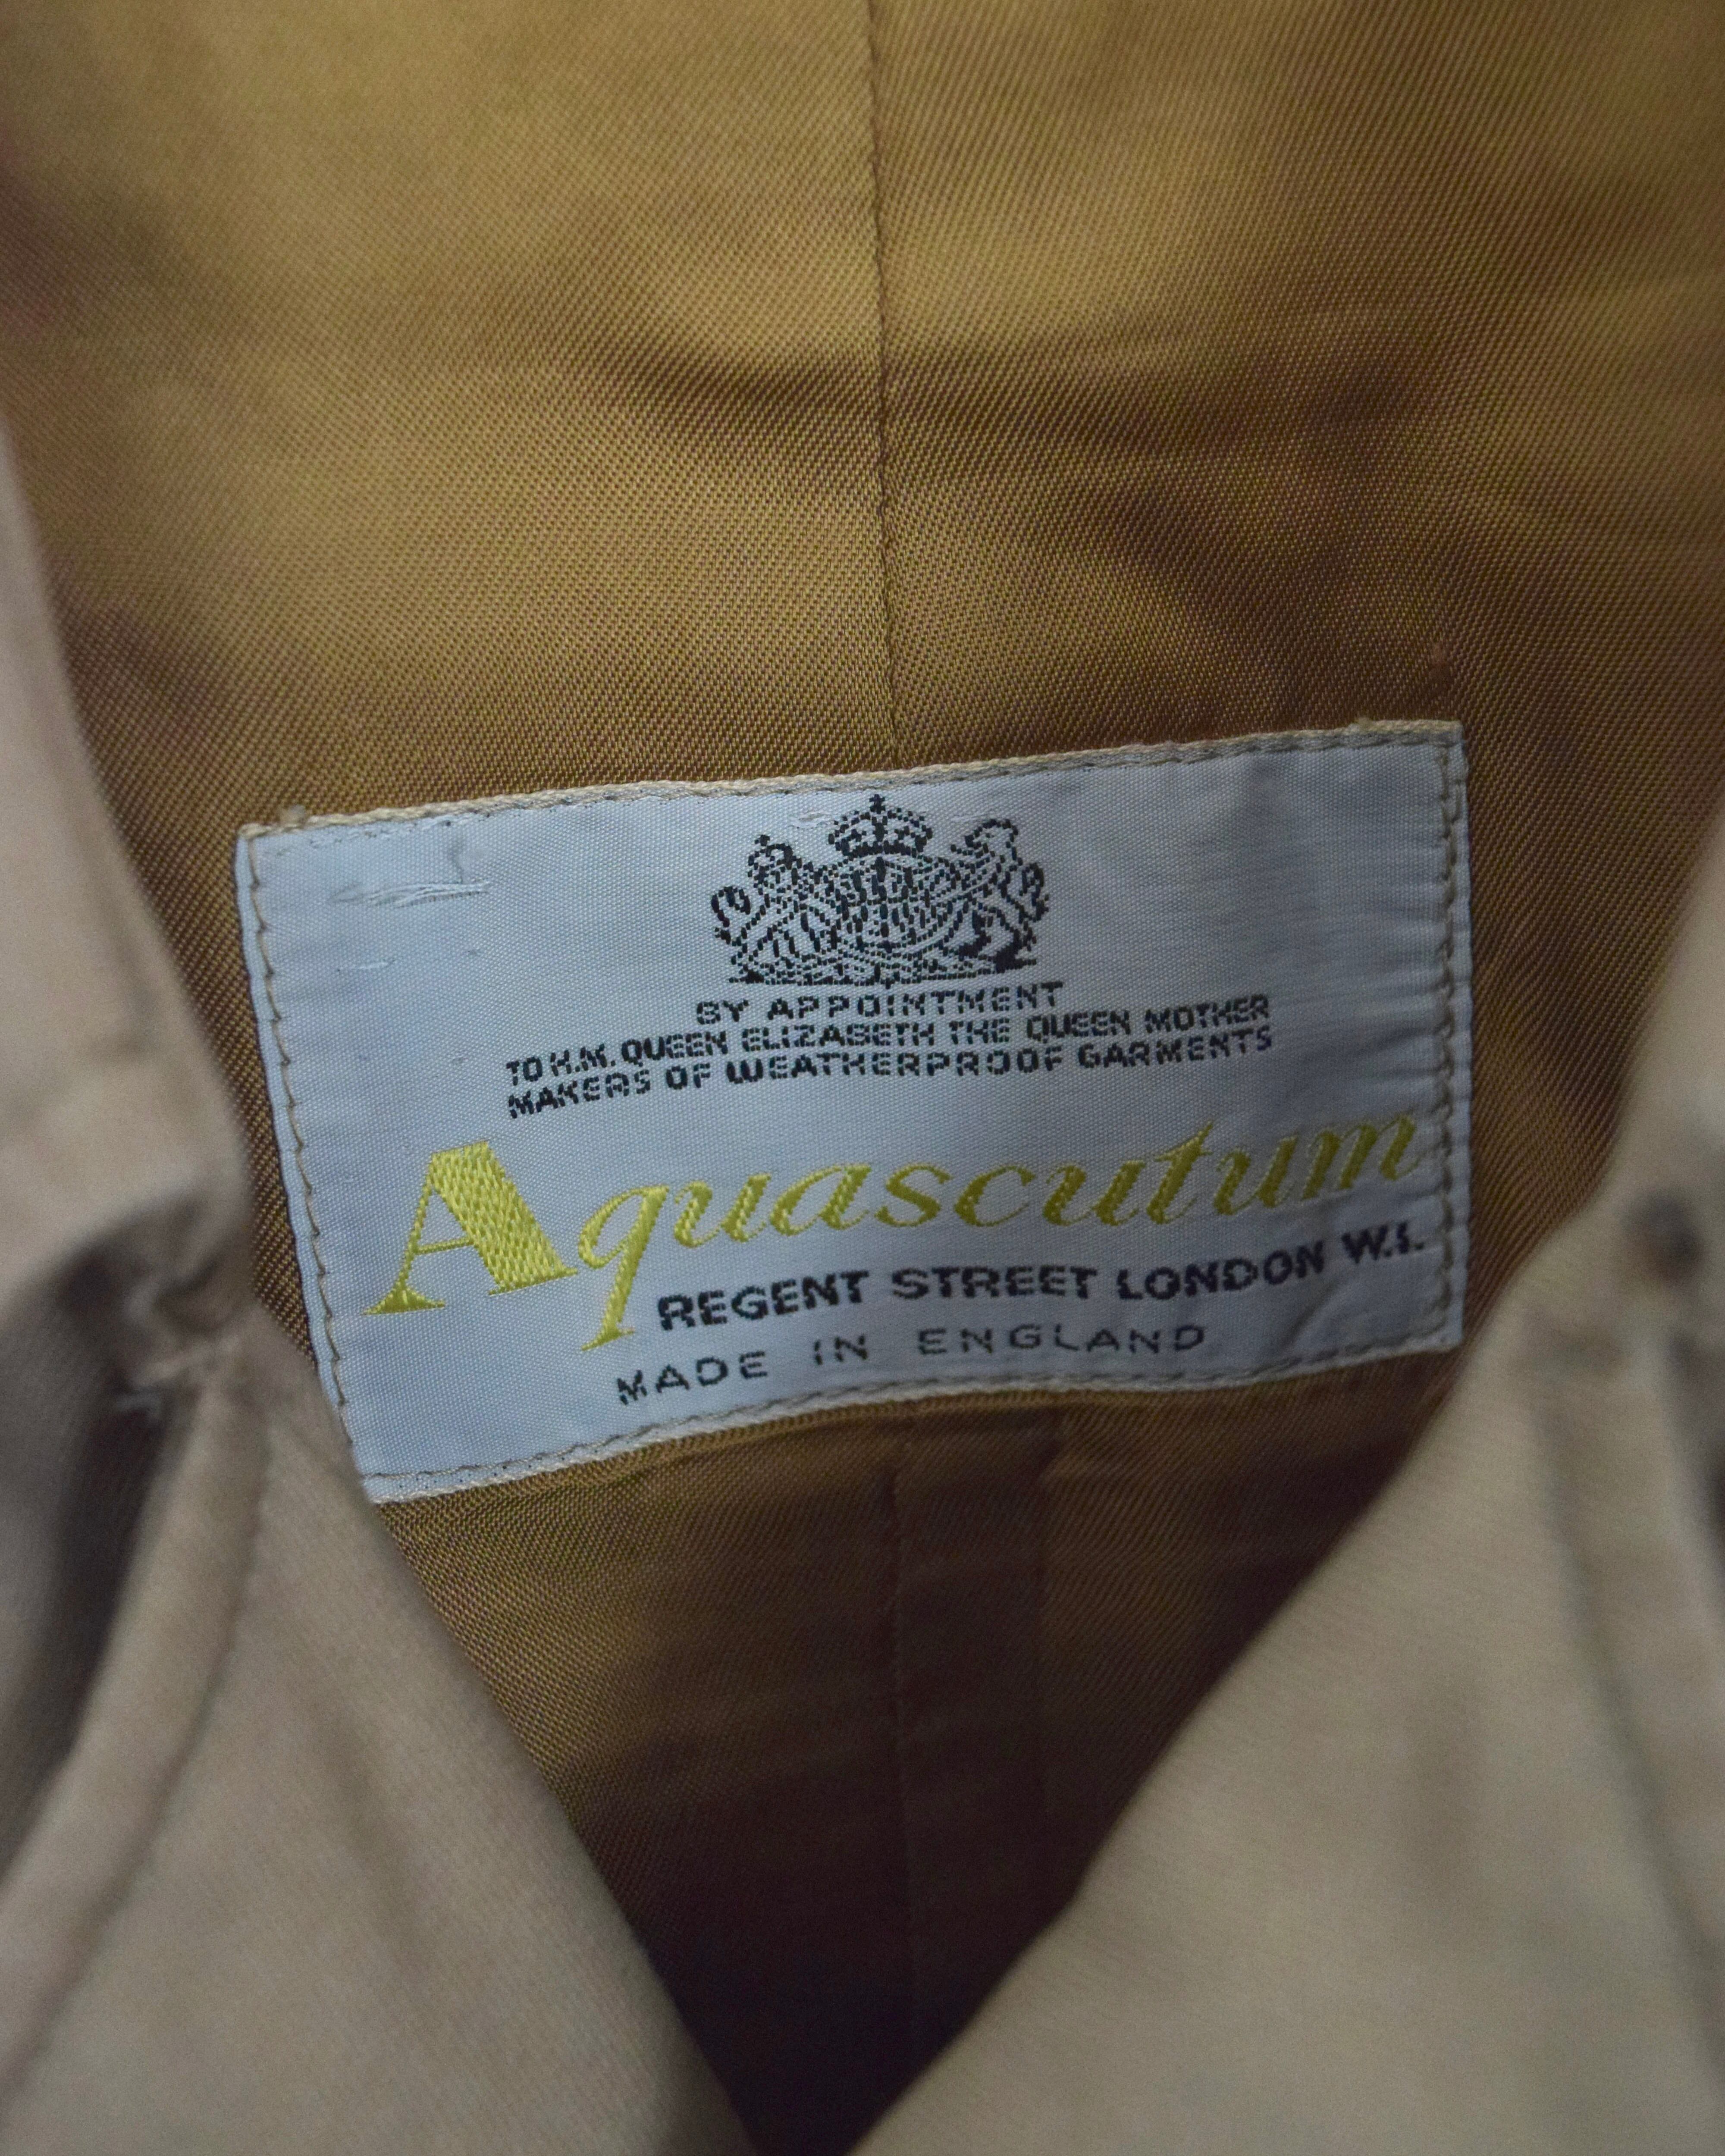 BY APPOINTMENT
TO H.M. QUEEN ELIZABETH THE QUEEN MOTHER
MAKERS OF WEATHERPROOF GARMENTS
Aquascutum
REGENT STREET LONDON W.1.
MADE IN ENGLAND